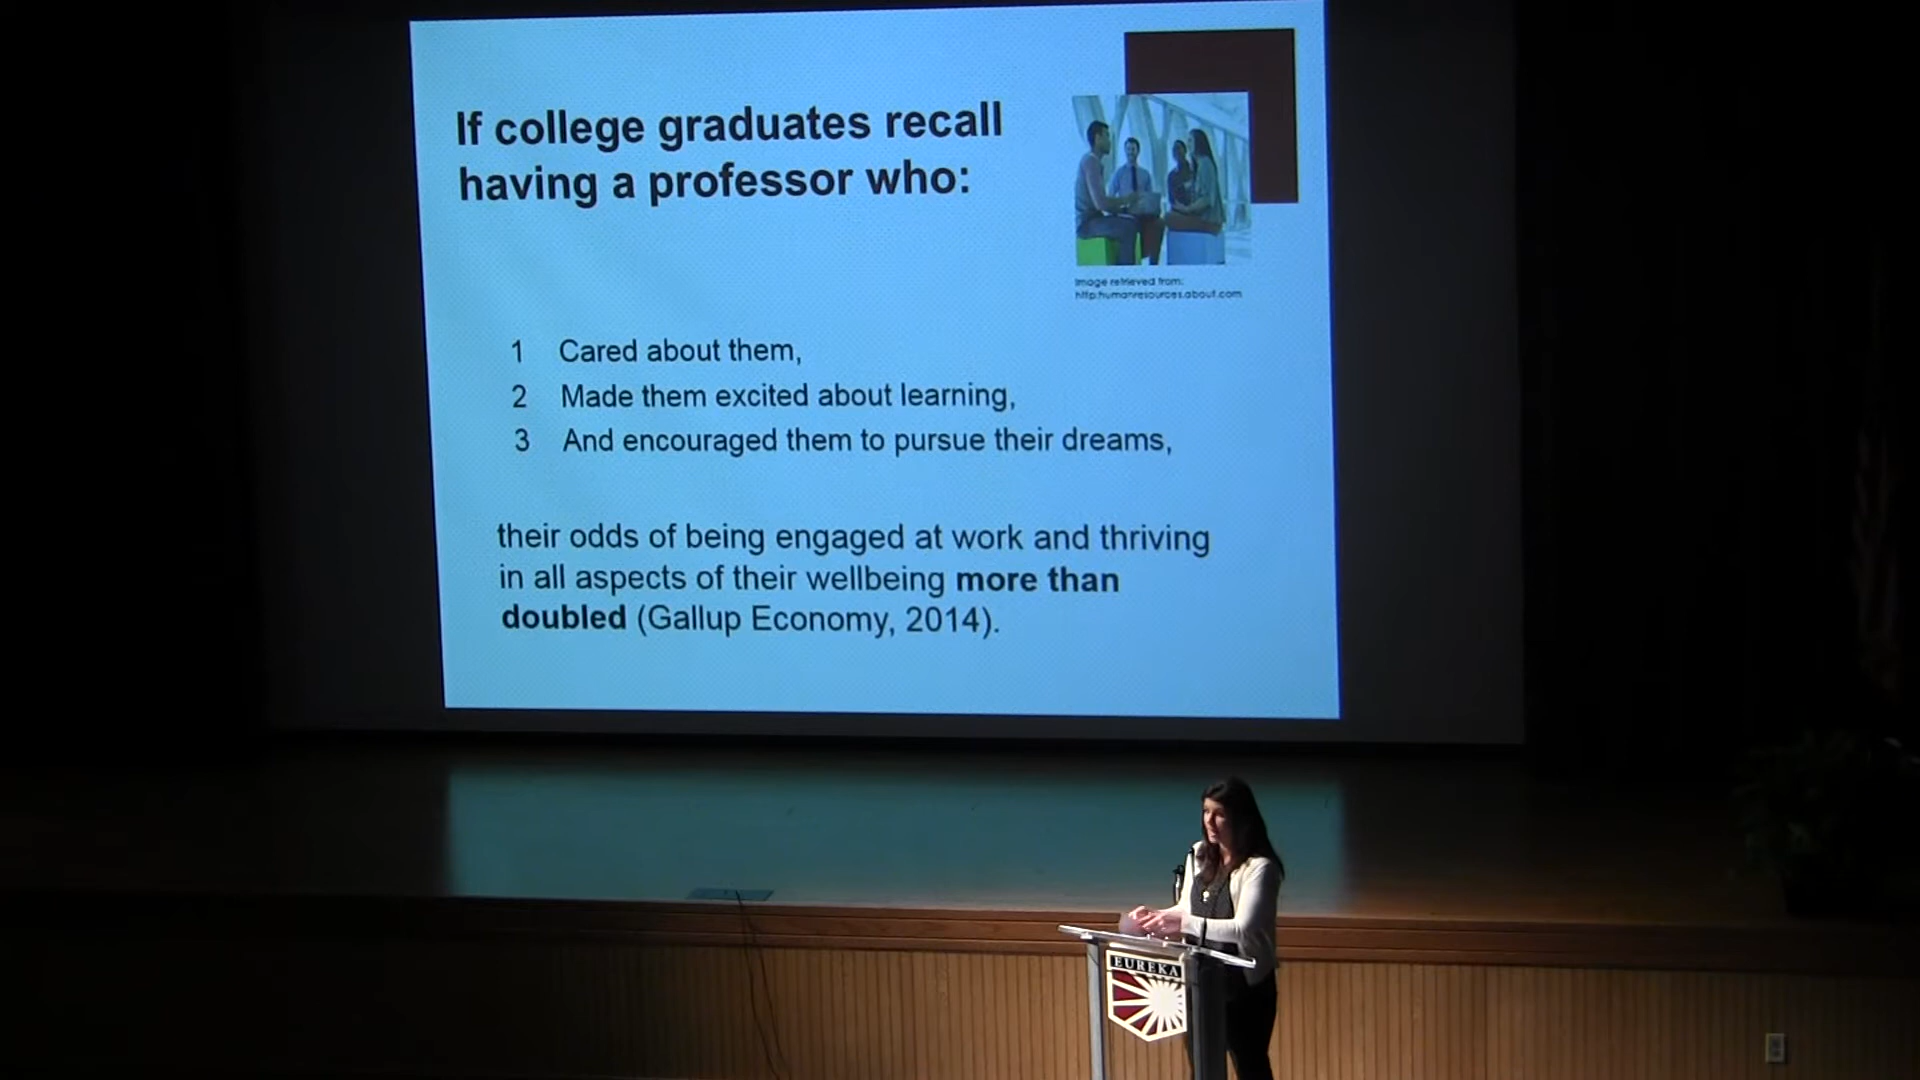 If college graduates recall
having a professor who:
Image retrieved from:
http:humanresources.about.com
1 Cared about them,
2 Made them excited about learning,
3 And encouraged them to pursue their dreams,
their odds of being engaged at work and thriving
in all aspects of their wellbeing more than
doubled (Gallup Economy, 2014).
EUREKA